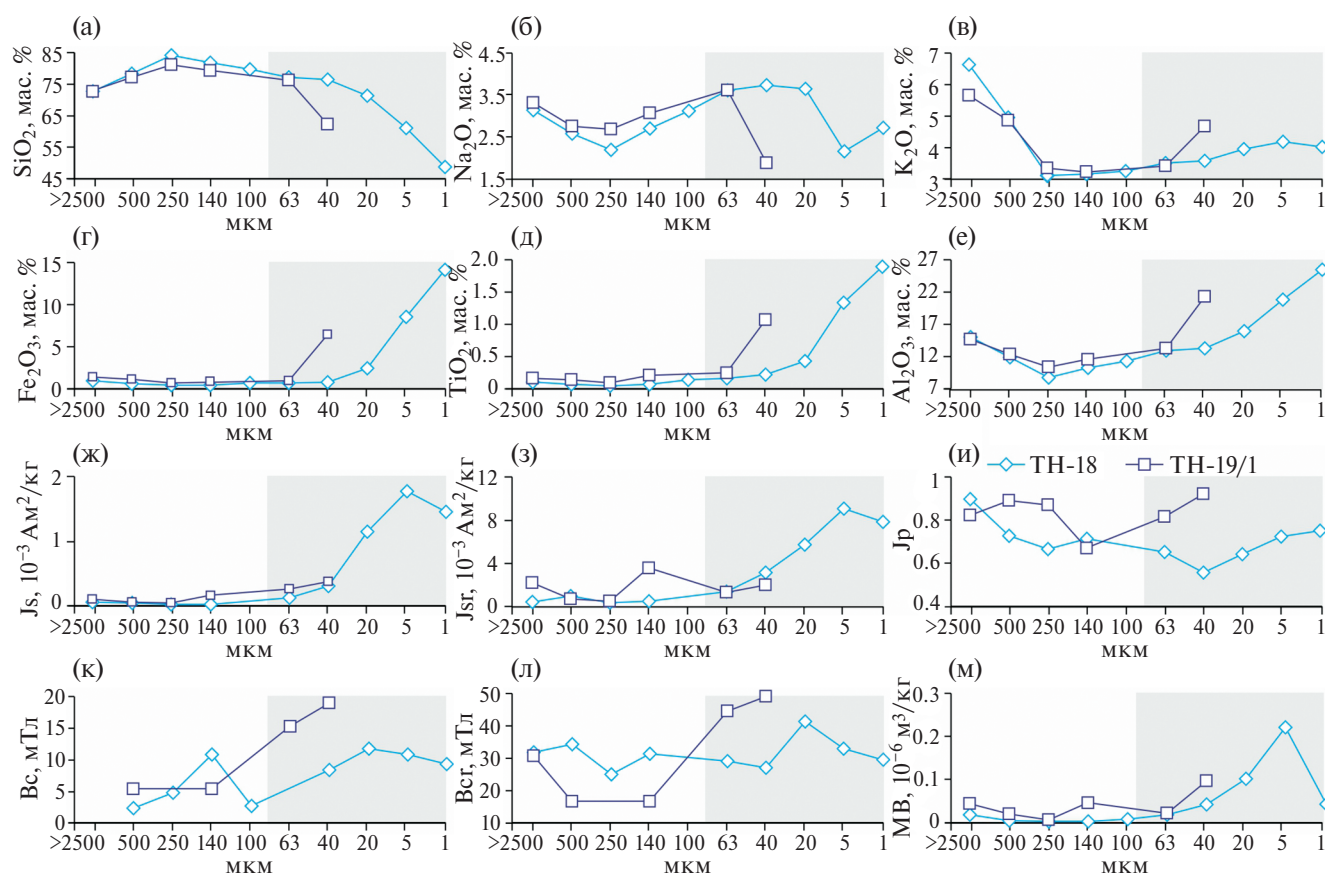 (а)
SiO2, мас. %
85
75
65
55
45
>2500 500 250 140 100 63 40 20 5 1
мкм
(б)
Na2O, мас. %
4.5
3.5
2.5
1.5
>2500 500 250 140 100 63 40 20 5 1
мкм
(в)
K2O, мас. %
7
6
5
4
3
>2500 500 250 140 100 63 40 20 5 1
мкм
(г)
Fe2O3, мас. %
15
10
5
0
>2500 500 250 140 100 63 40 20 5 1
мкм
(д)
TiO2, мас. %
2.0
1.5
1.0
0.5
0
>2500 500 250 140 100 63 40 20 5 1
мкм
(е)
Al2O3, мас. %
27
22
17
12
7
>2500 500 250 140 100 63 40 20 5 1
мкм
(ж)
Js, 10−3 Ам2/кг
2
1
0
>2500 500 250 140 100 63 40 20 5 1
мкм
(з)
Jsr, 10−3 Ам2/кг
12
8
4
0
>2500 500 250 140 100 63 40 20 5 1
мкм
(и)
ТН-18 ТН-19/1
Jp
1
0.8
0.6
0.4
>2500 500 250 140 100 63 40 20 5 1
мкм
(к)
Bc, мТл
20
15
10
5
0
>2500 500 250 140 100 63 40 20 5 1
мкм
(л)
Bcr, мТл
50
40
30
20
10
>2500 500 250 140 100 63 40 20 5 1
мкм
(м)
МВ, 10−6 м3/кг
0.3
0.2
0.1
0
>2500 500 250 140 100 63 40 20 5 1
мкм